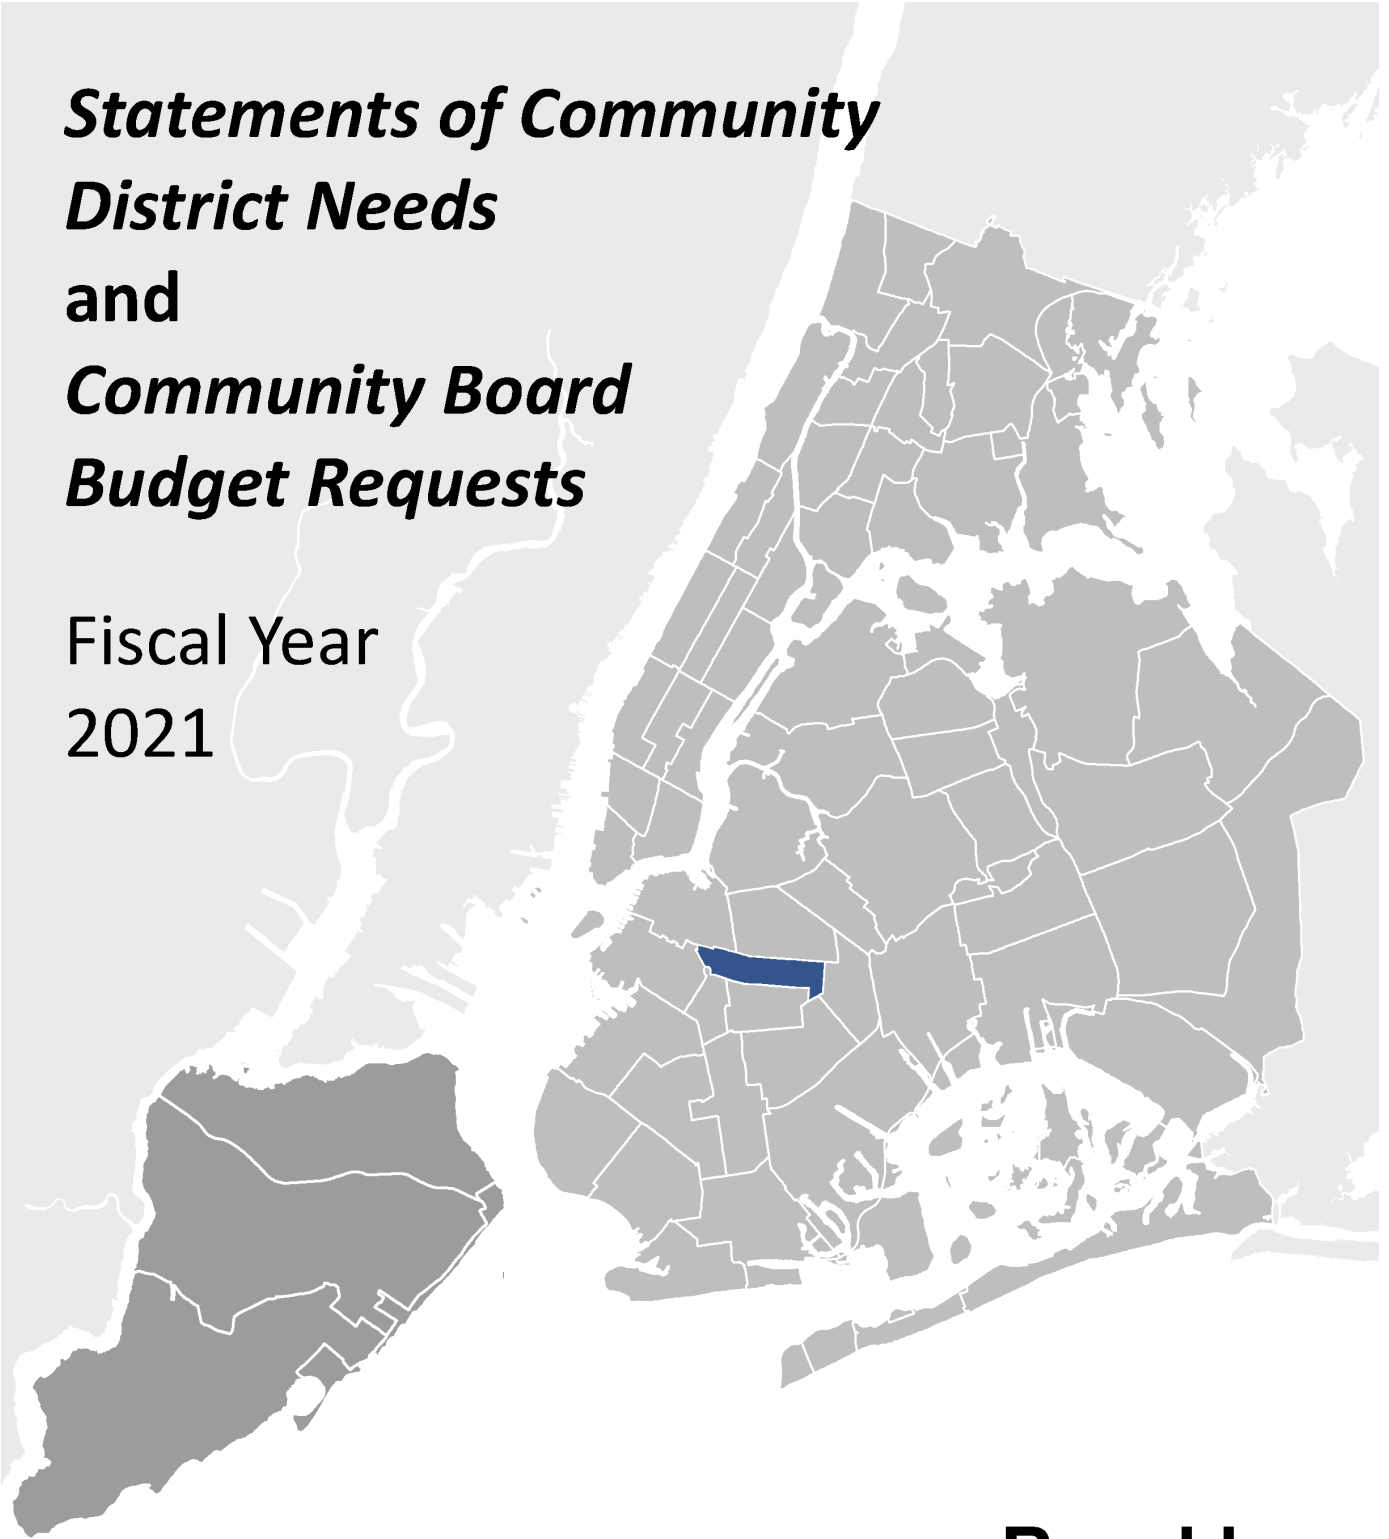 Statements of Community
District Needs
and
Community Board
Budget Requests
Fiscal Year
2021